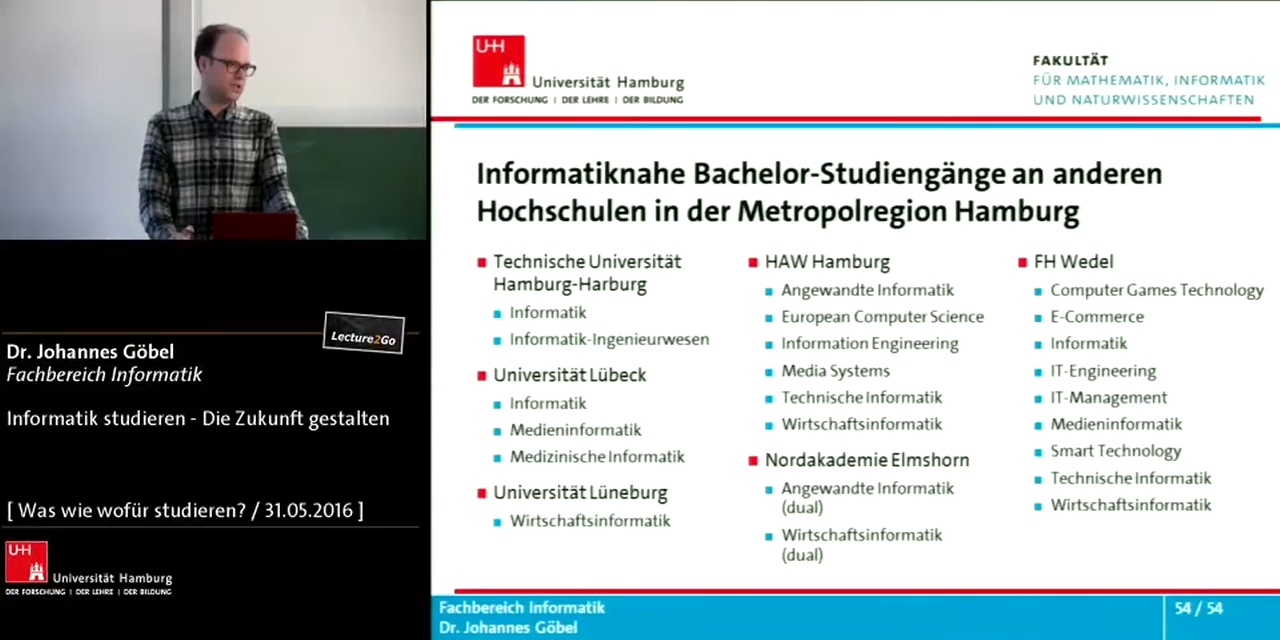 Lecture2Go
Dr. Johannes Göbel
Fachbereich Informatik
Informatik studieren - Die Zukunft gestalten
[ Was wie wofür studieren? / 31.05.2016 ]
UHH
Universität Hamburg
DER FORSCHUNG | DER LEHRE | DER BILDUNG
UHH
Universität Hamburg
DER FORSCHUNG | DER LEHRE | DER BILDUNG
FAKULTÄT
FÜR MATHEMATIK, INFORMATIK
UND NATURWISSENSCHAFTEN
Informatiknahe Bachelor-Studiengänge an anderen
Hochschulen in der Metropolregion Hamburg
Technische Universität
Hamburg-Harburg
Informatik
Informatik-Ingenieurwesen
Universität Lübeck
Informatik
Medieninformatik
Medizinische Informatik
Universität Lüneburg
Wirtschaftsinformatik
HAW Hamburg
Angewandte Informatik
European Computer Science
Information Engineering
Media Systems
Technische Informatik
Wirtschaftsinformatik
Nordakademie Elmshorn
Angewandte Informatik
(dual)
Wirtschaftsinformatik
(dual)
FH Wedel
Computer Games Technology
E-Commerce
Informatik
IT-Engineering
IT-Management
Medieninformatik
Smart Technology
Technische Informatik
Wirtschaftsinformatik
Fachbereich Informatik
Dr. Johannes Göbel
54 / 54